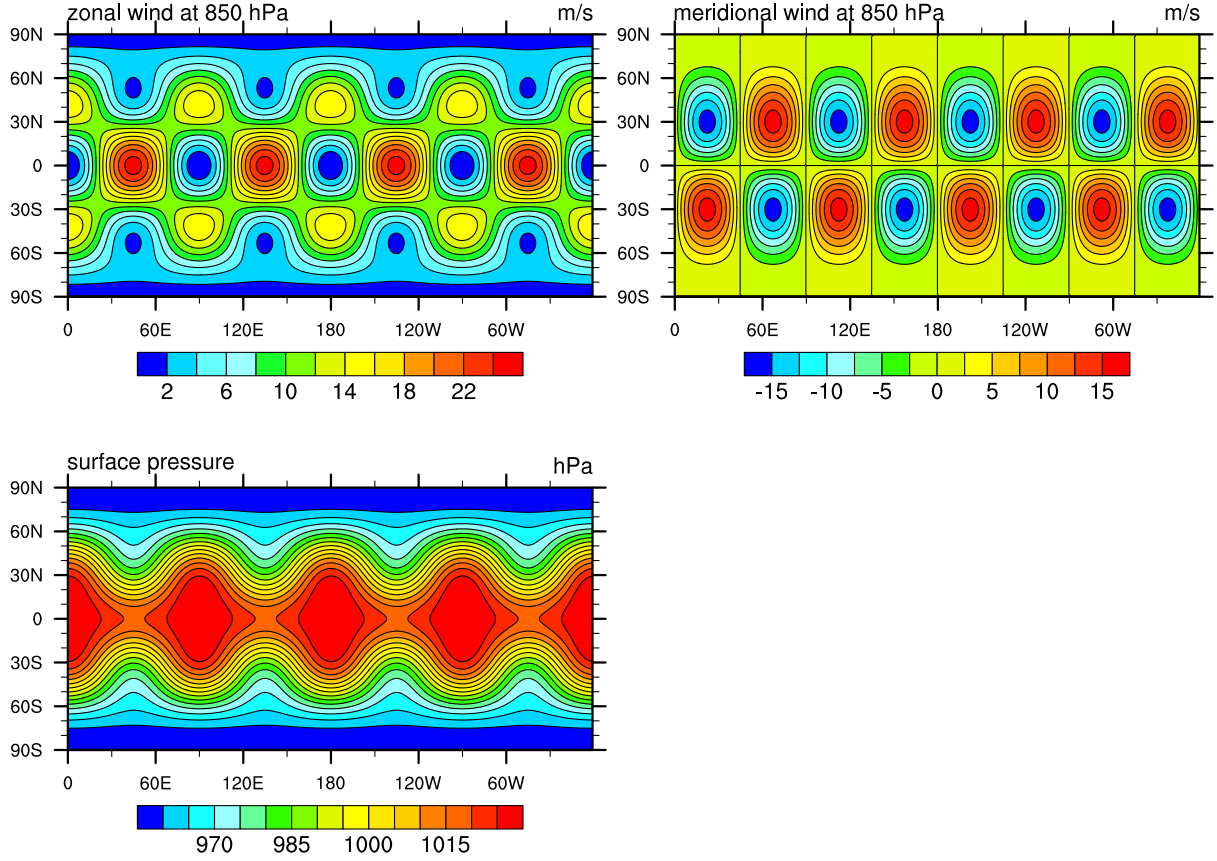 zonal wind at 850 hPa m/s
90N
60N
30N
0
30S
60S
90S
0 60E 120E 180 120W 60W
2 6 10 14 18 22
meridional wind at 850 hPa m/s
90N
60N
30N
0
30S
60S
90S
0 60E 120E 180 120W 60W
-15 -10 -5 0 5 10 15
surface pressure hPa
90N
60N
30N
0
30S
60S
90S
0 60E 120E 180 120W 60W
970 985 1000 1015